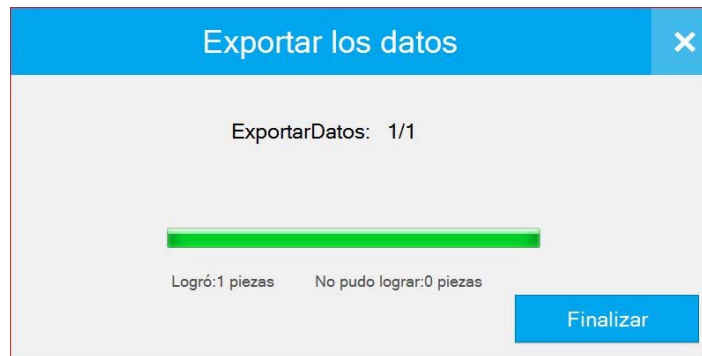 Exportar los datos
ExportarDatos: 1/1
Logró:1 piezas No pudo lograr:0 piezas
Finalizar